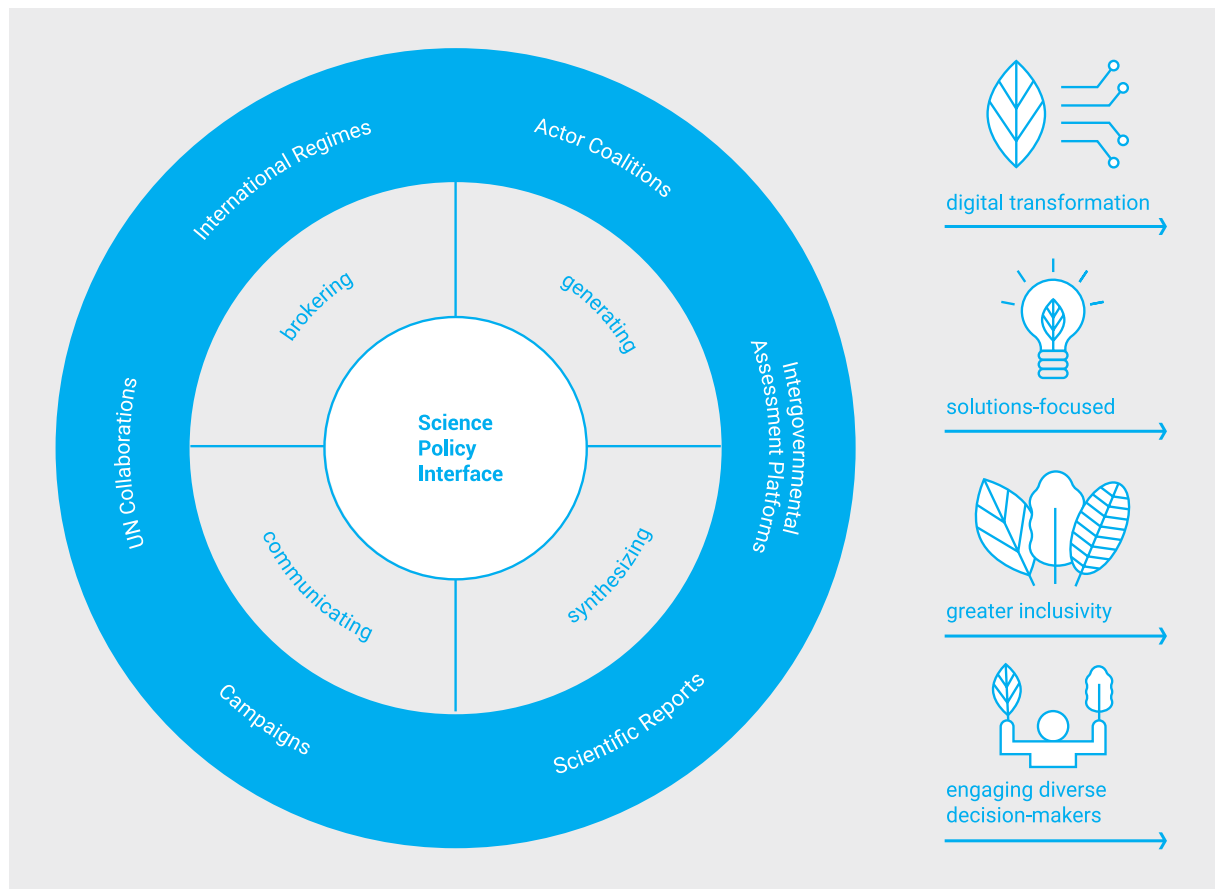 International Regimes
Actor Coalitions
Intergovernmental
Assessment Platforms
Scientific Reports
Campaigns
UN Collaborations
brokering
generating
synthesizing
communicating
Science
Policy
Interface
digital transformation
solutions-focused
greater inclusivity
engaging diverse
decision-makers